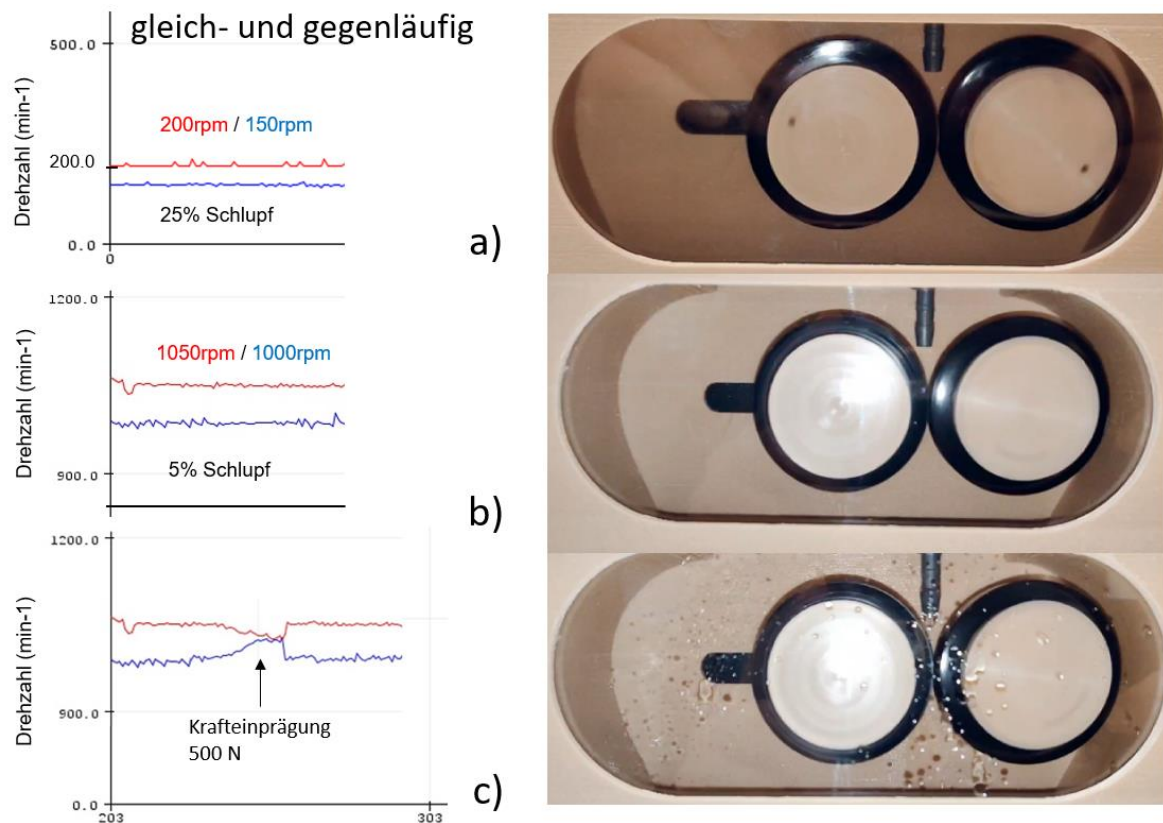 gleich- und gegenläufig
500.0
Drehzahl (min-1)
200rpm / 150rpm
200.0
25% Schlupf
0.0
0
a)
1200.0
Drehzahl (min-1)
1050rpm / 1000rpm
5% Schlupf
900.0
b)
1200.0
Drehzahl (min-1)
900.0
Krafteinprägung
500 N
0.0
203
303
c)